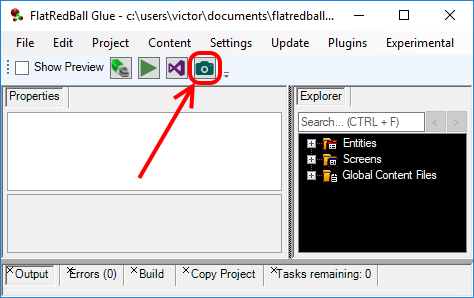 FlatRedBall Glue - c:\users\victor\documents\flatredball...
File Edit Project Content Settings Update Plugins Experimental
Show Preview
Properties
Explorer
Search... (CTRL + F)
< >
Entities
Screens
Global Content Files
Output Errors (0) Build Copy Project Tasks remaining: 0